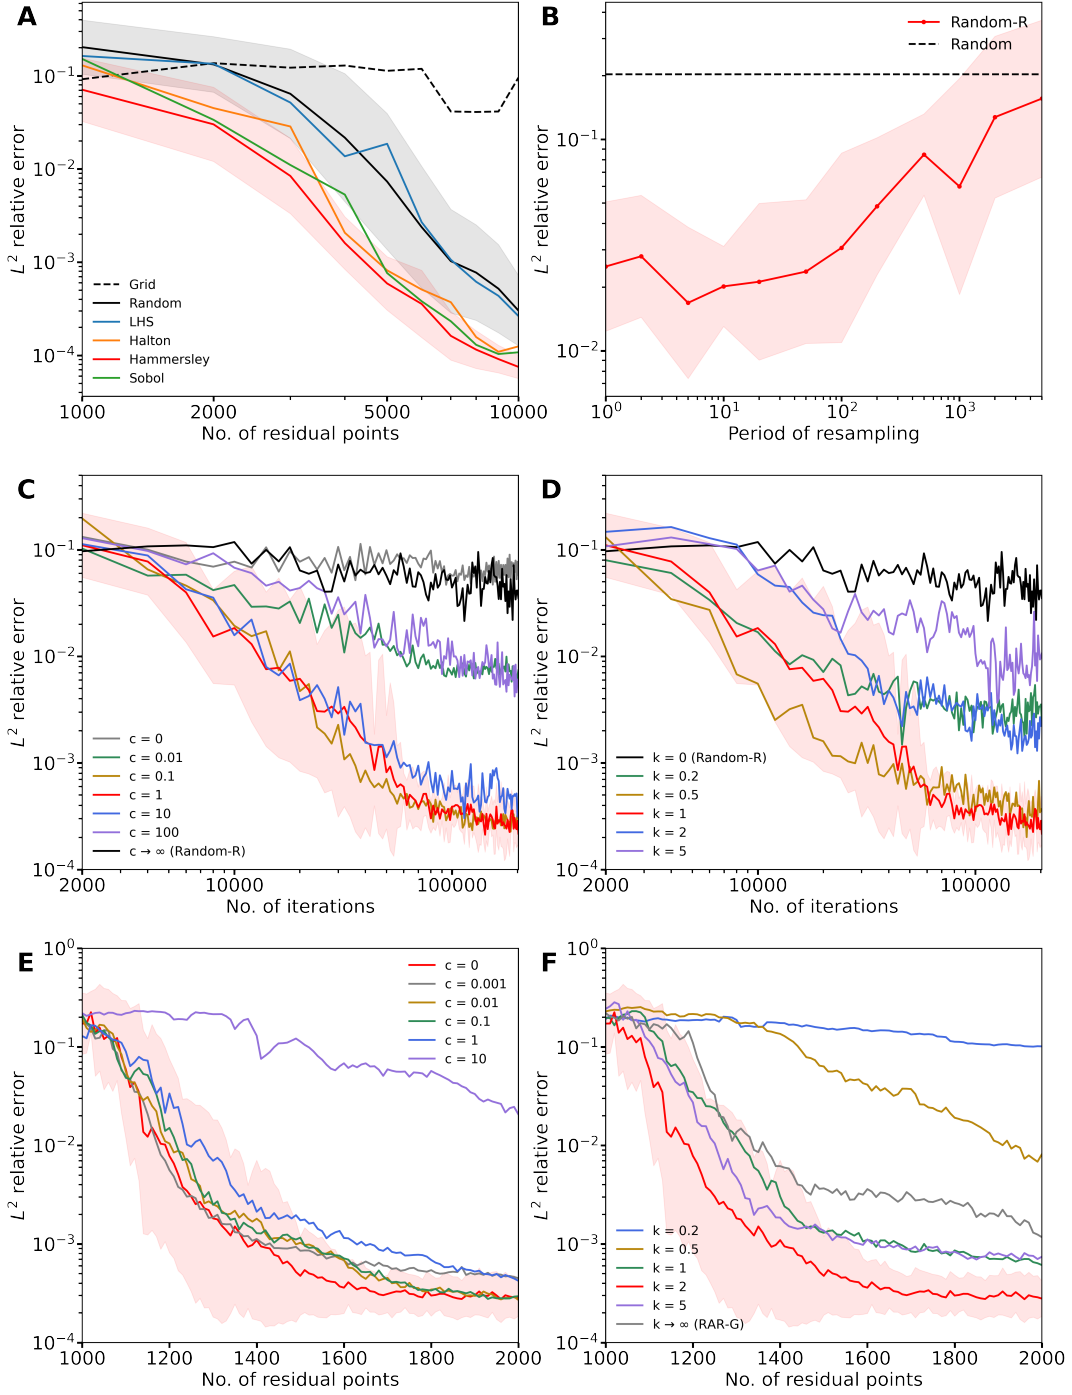 A
L² relative error
10⁻¹
10⁻²
10⁻³
10⁻⁴
Grid
Random
LHS
Halton
Hammersley
Sobol
1000
2000
5000
10000
No. of residual points
B
L² relative error
10⁻¹
10⁻²
Random-R
Random
10⁰
10¹
10²
10³
Period of resampling
C
L² relative error
10⁻¹
10⁻²
10⁻³
10⁻⁴
c = 0
c = 0.01
c = 0.1
c = 1
c = 10
c = 100
c → ∞ (Random-R)
2000
10000
100000
No. of iterations
D
L² relative error
10⁻¹
10⁻²
10⁻³
10⁻⁴
k = 0 (Random-R)
k = 0.2
k = 0.5
k = 1
k = 2
k = 5
2000
10000
100000
No. of iterations
E
L² relative error
10⁰
10⁻¹
10⁻²
10⁻³
10⁻⁴
c = 0
c = 0.001
c = 0.01
c = 0.1
c = 1
c = 10
1000
1200
1400
1600
1800
2000
No. of residual points
F
L² relative error
10⁰
10⁻¹
10⁻²
10⁻³
10⁻⁴
k = 0.2
k = 0.5
k = 1
k = 2
k = 5
k → ∞ (RAR-G)
1000
1200
1400
1600
1800
2000
No. of residual points